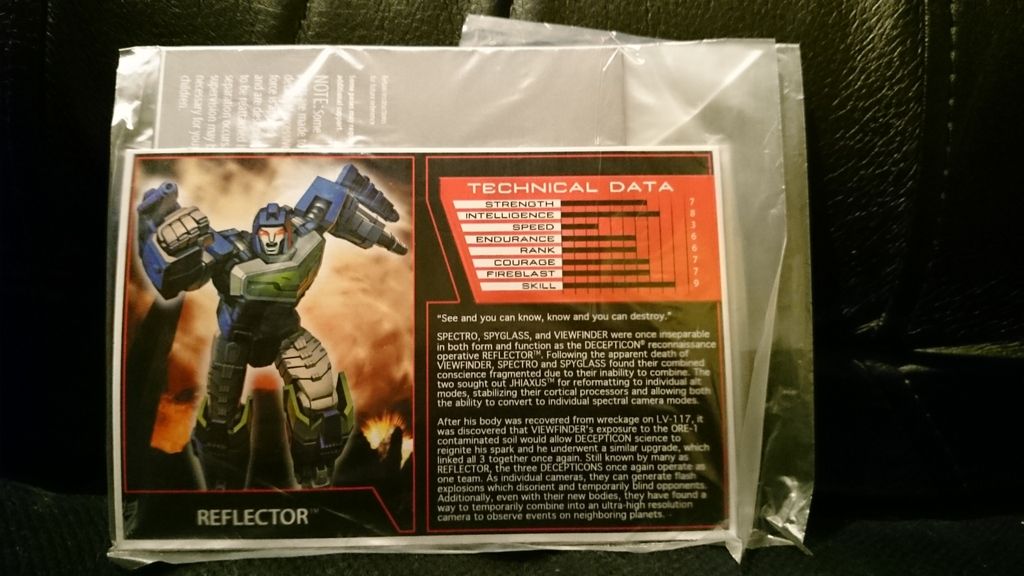 NOTE: Some
children.
TECHNICAL DATA
STRENGTH 7
INTELLIGENCE 8
SPEED 3
ENDURANCE 6
RANK 6
COURAGE 7
FIREBLAST 7
SKILL 9
"See and you can know, know and you can destroy."
SPECTRO, SPYGLASS, and VIEWFINDER were once inseparable
in both form and function as the DECEPTICON® reconnaissance
operative REFLECTOR™. Following the apparent death of
VIEWFINDER, SPECTRO and SPYGLASS found their combined
conscience fragmented due to their inability to combine. The
two sought out JHIAXUS™ for reformatting to individual alt
modes, stabilizing their cortical processors and allowing both
the ability to convert to individual spectral camera modes.
After his body was recovered from wreckage on LV-117, it
was discovered that VIEWFINDER's exposure to the ORE-1
contaminated soil would allow DECEPTICON science to
reignite his spark and he underwent a similar upgrade, which
linked all 3 together once again. Still known by many as
REFLECTOR, the three DECEPTICONS once again operate as
one team. As individual cameras, they can generate flash
explosions which disorient and temporarily blind opponents.
Additionally, even with their new bodies, they have found a
way to temporarily combine into an ultra-high resolution
camera to observe events on neighboring planets.
REFLECTOR™